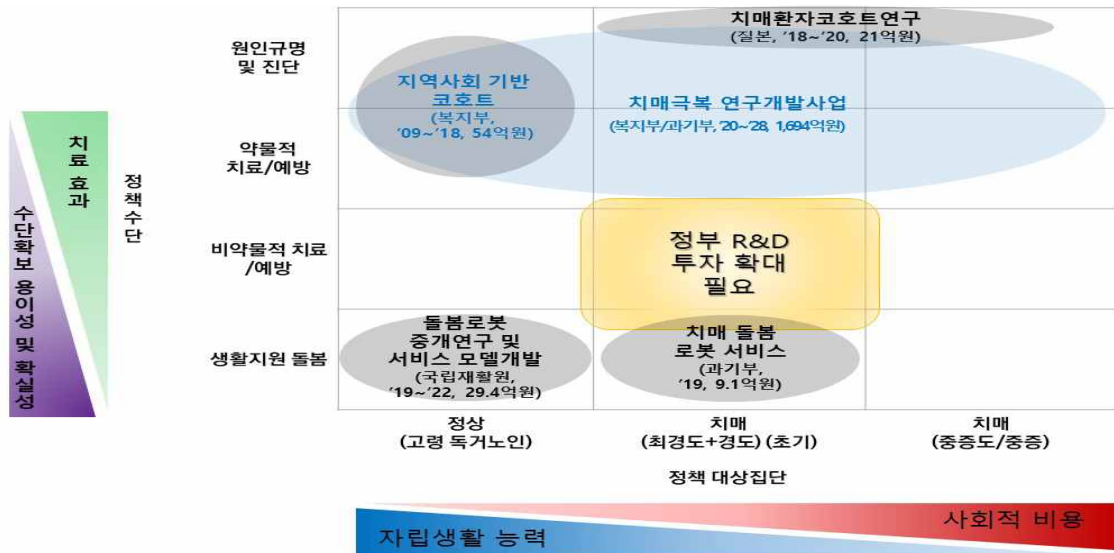 치매환자코호트연구
(질본, ’18~’20, 21억원)
원인규명
및 진단
지역사회 기반
코호트
(복지부,
’09~’18, 54억원)
치매극복 연구개발사업
(복지부/과기부, ’20~’28, 1,694억원)
약물적
치료/예방
치료 효과
정책수단
수단확보 용이성 및 확실성
비약물적 치료
/예방
정부 R&D
투자 확대
필요
생활지원 돌봄
돌봄로봇
중개연구 및
서비스 모델개발
(국립재활원,
’19~’22, 29.4억원)
치매 돌봄
로봇 서비스
(과기부,
’19, 9.1억원)
정상
(고령 독거노인)
치매
(최경도+경도) (초기)
치매
(중증도/중증)
정책 대상집단
사회적 비용
자립생활 능력